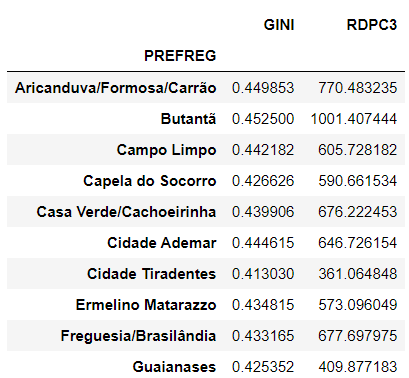 GINI RDPC3
PREFREG
Aricanduva/Formosa/Carrão 0.449853 770.483235
Butantã 0.452500 1001.407444
Campo Limpo 0.442182 605.728182
Capela do Socorro 0.426626 590.661534
Casa Verde/Cachoeirinha 0.439906 676.222453
Cidade Ademar 0.444615 646.726154
Cidade Tiradentes 0.413030 361.064848
Ermelino Matarazzo 0.434815 573.096049
Freguesia/Brasilândia 0.433165 677.697975
Guaianases 0.425352 409.877183